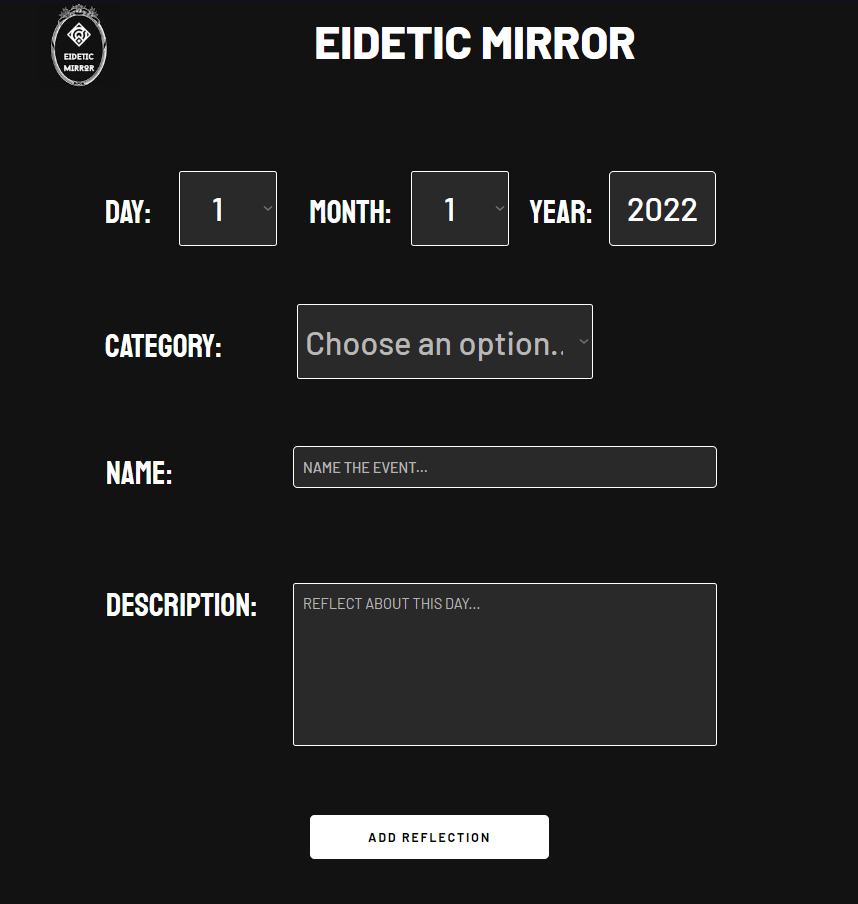 EIDETIC
MIRROR
EIDETIC MIRROR
DAY: 1 MONTH: 1 YEAR: 2022
CATEGORY: Choose an option..
NAME: NAME THE EVENT...
DESCRIPTION: REFLECT ABOUT THIS DAY...
ADD REFLECTION